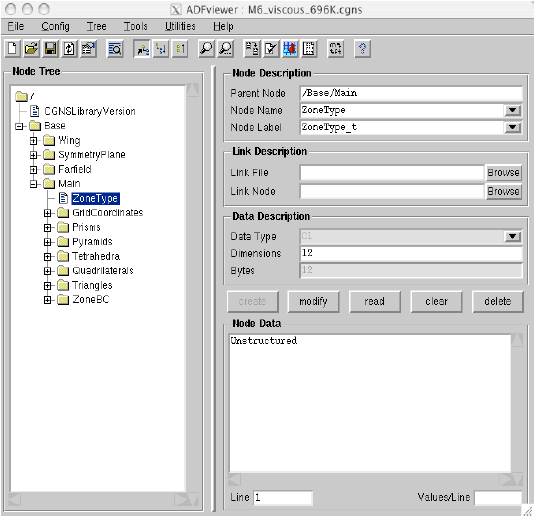 ADFviewer : M6_viscous_696K.cgns
File Config Tree Tools Utilities Help
Node Tree
/
CGNSLibraryVersion
Base
Wing
SymmetryPlane
Farfield
Main
ZoneType
GridCoordinates
Prisms
Pyramids
Tetrahedra
Quadrilaterals
Triangles
ZoneBC
Node Description
Parent Node /Base/Main
Node Name ZoneType
Node Label ZoneType_t
Link Description
Link File Browse
Link Node Browse
Data Description
Data Type C1
Dimensions 12
Bytes 12
create modify read clear delete
Node Data
Unstructured
Line 1 Values/Line